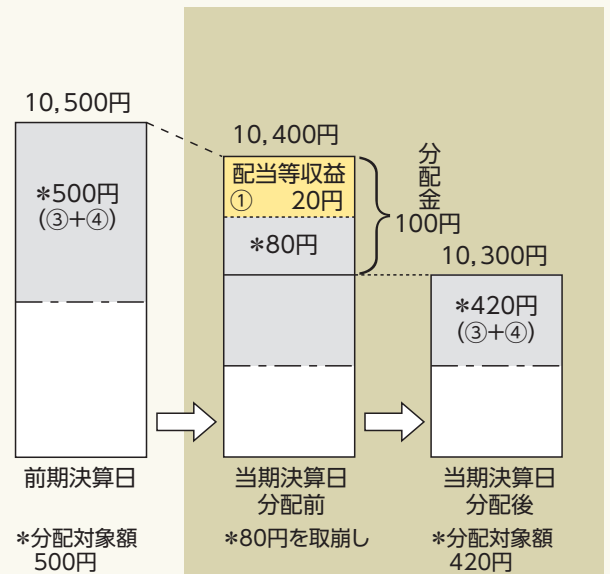 10,500円
*500円
(③+④)
前期決算日
*分配対象額
500円
10,400円
配当等収益
① 20円
*80円
分配金
100円
当期決算日
分配前
*80円を取崩し
10,300円
*420円
(③+④)
当期決算日
分配後
*分配対象額
420円